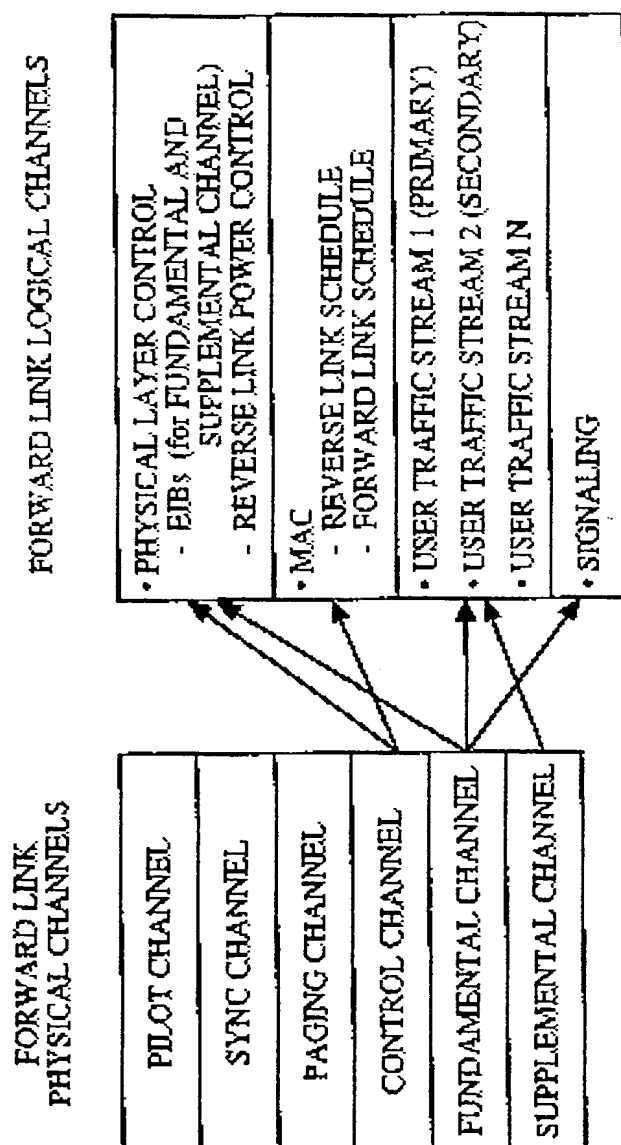 FORWARD LINK
PHYSICAL CHANNELS
PILOT CHANNEL
SYNC CHANNEL
PAGING CHANNEL
CONTROL CHANNEL
FUNDAMENTAL CHANNEL
SUPPLEMENTAL CHANNEL
FORWARD LINK LOGICAL CHANNELS
• PHYSICAL LAYER CONTROL
- EIBs (for FUNDAMENTAL AND
SUPPLEMENTAL CHANNEL)
- REVERSE LINK POWER CONTROL
• MAC
- REVERSE LINK SCHEDULE
- FORWARD LINK SCHEDULE
• USER TRAFFIC STREAM 1 (PRIMARY)
• USER TRAFFIC STREAM 2 (SECONDARY)
• USER TRAFFIC STREAM N
• SIGNALING